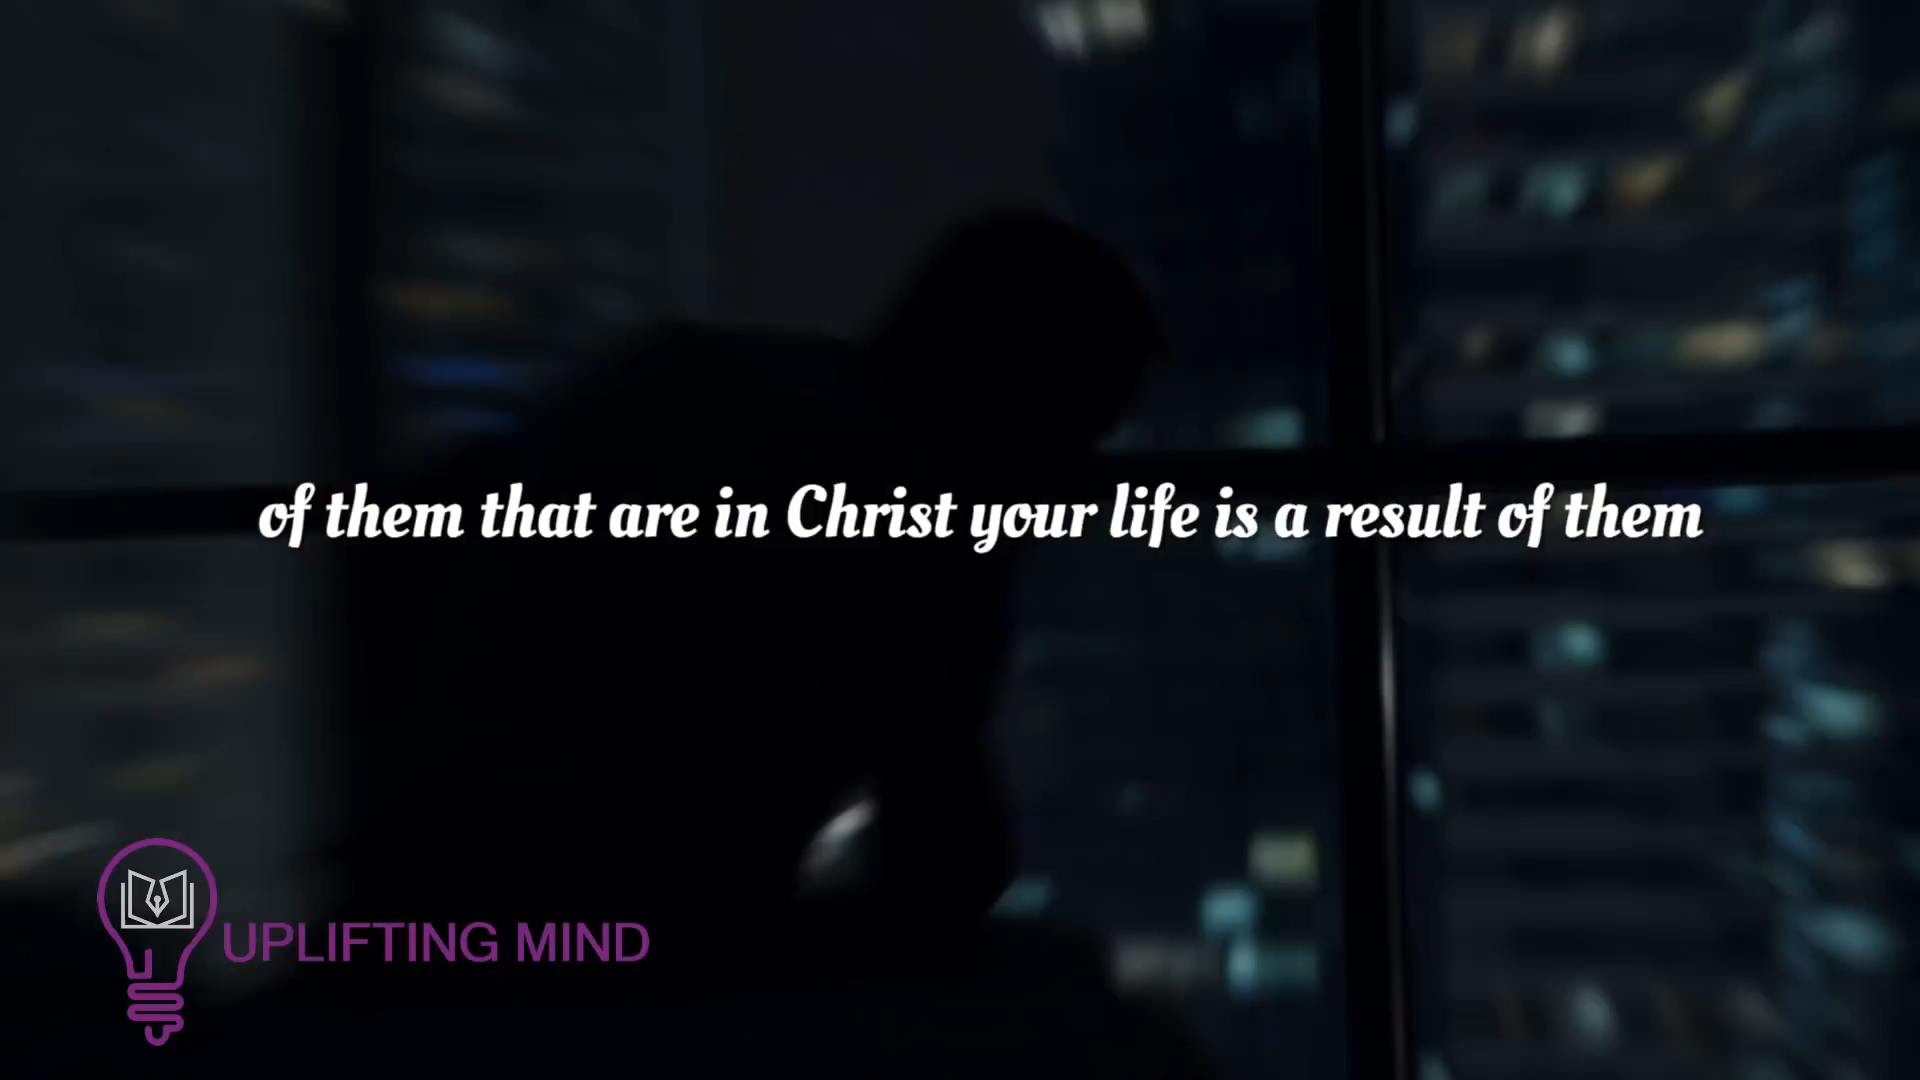 of them that are in Christ your life is a result of them
UPLIFTING MIND